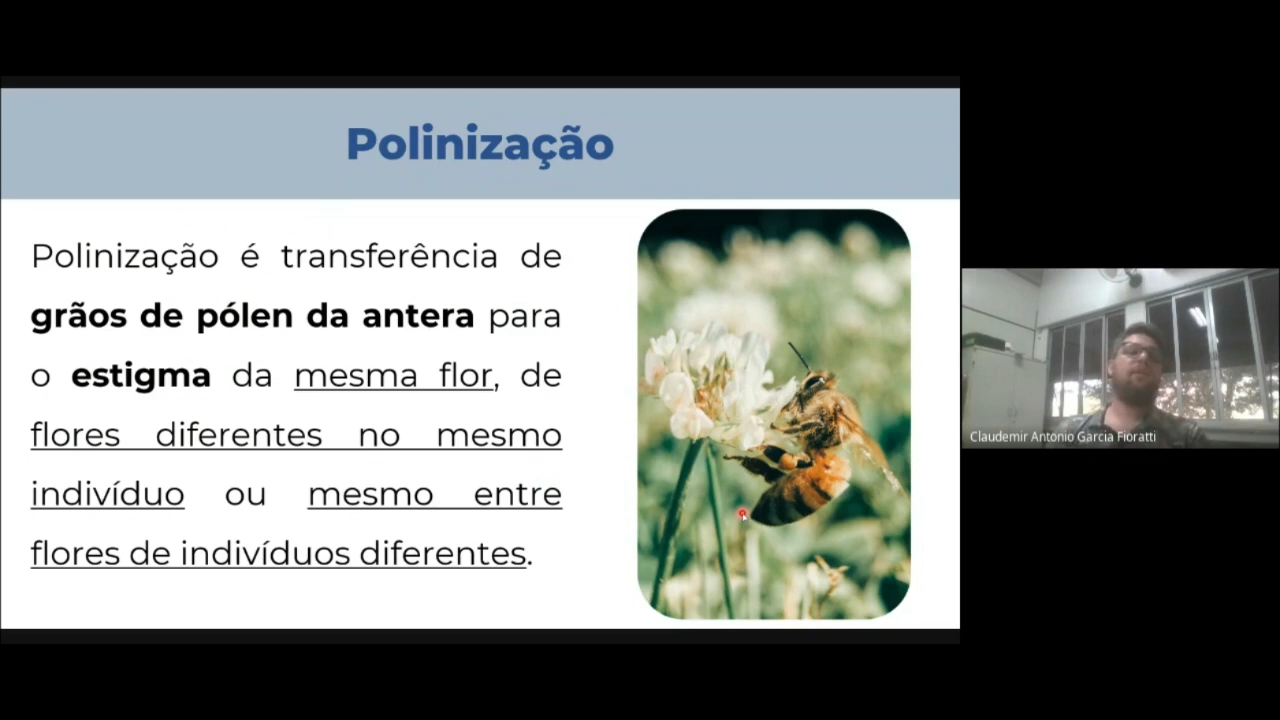 Polinização
Polinização é transferência de
grãos de pólen da antera para
o estigma da mesma flor, de
flores diferentes no mesmo
indivíduo ou mesmo entre
flores de indivíduos diferentes.
Claudemir Antonio Garcia Fioratti